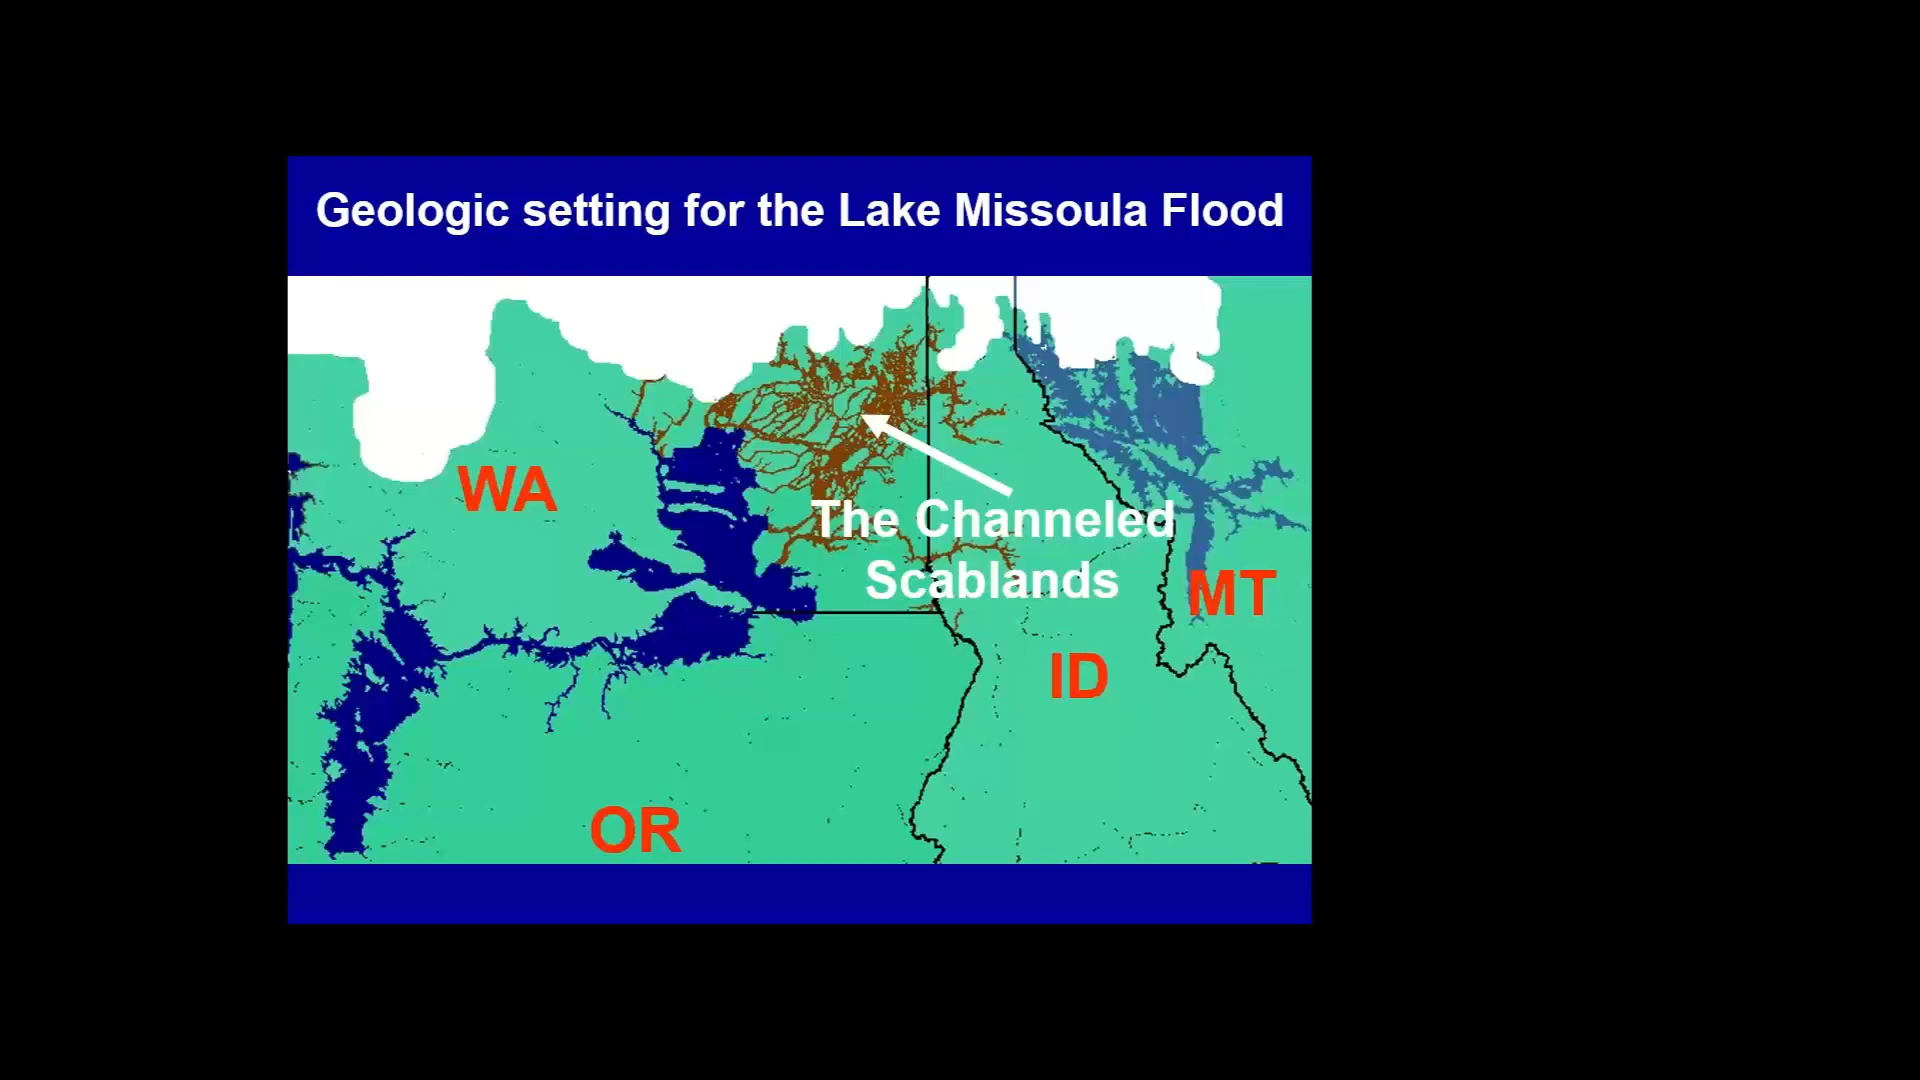 Geologic setting for the Lake Missoula Flood
WA
The Channeled
Scablands
MT
ID
OR